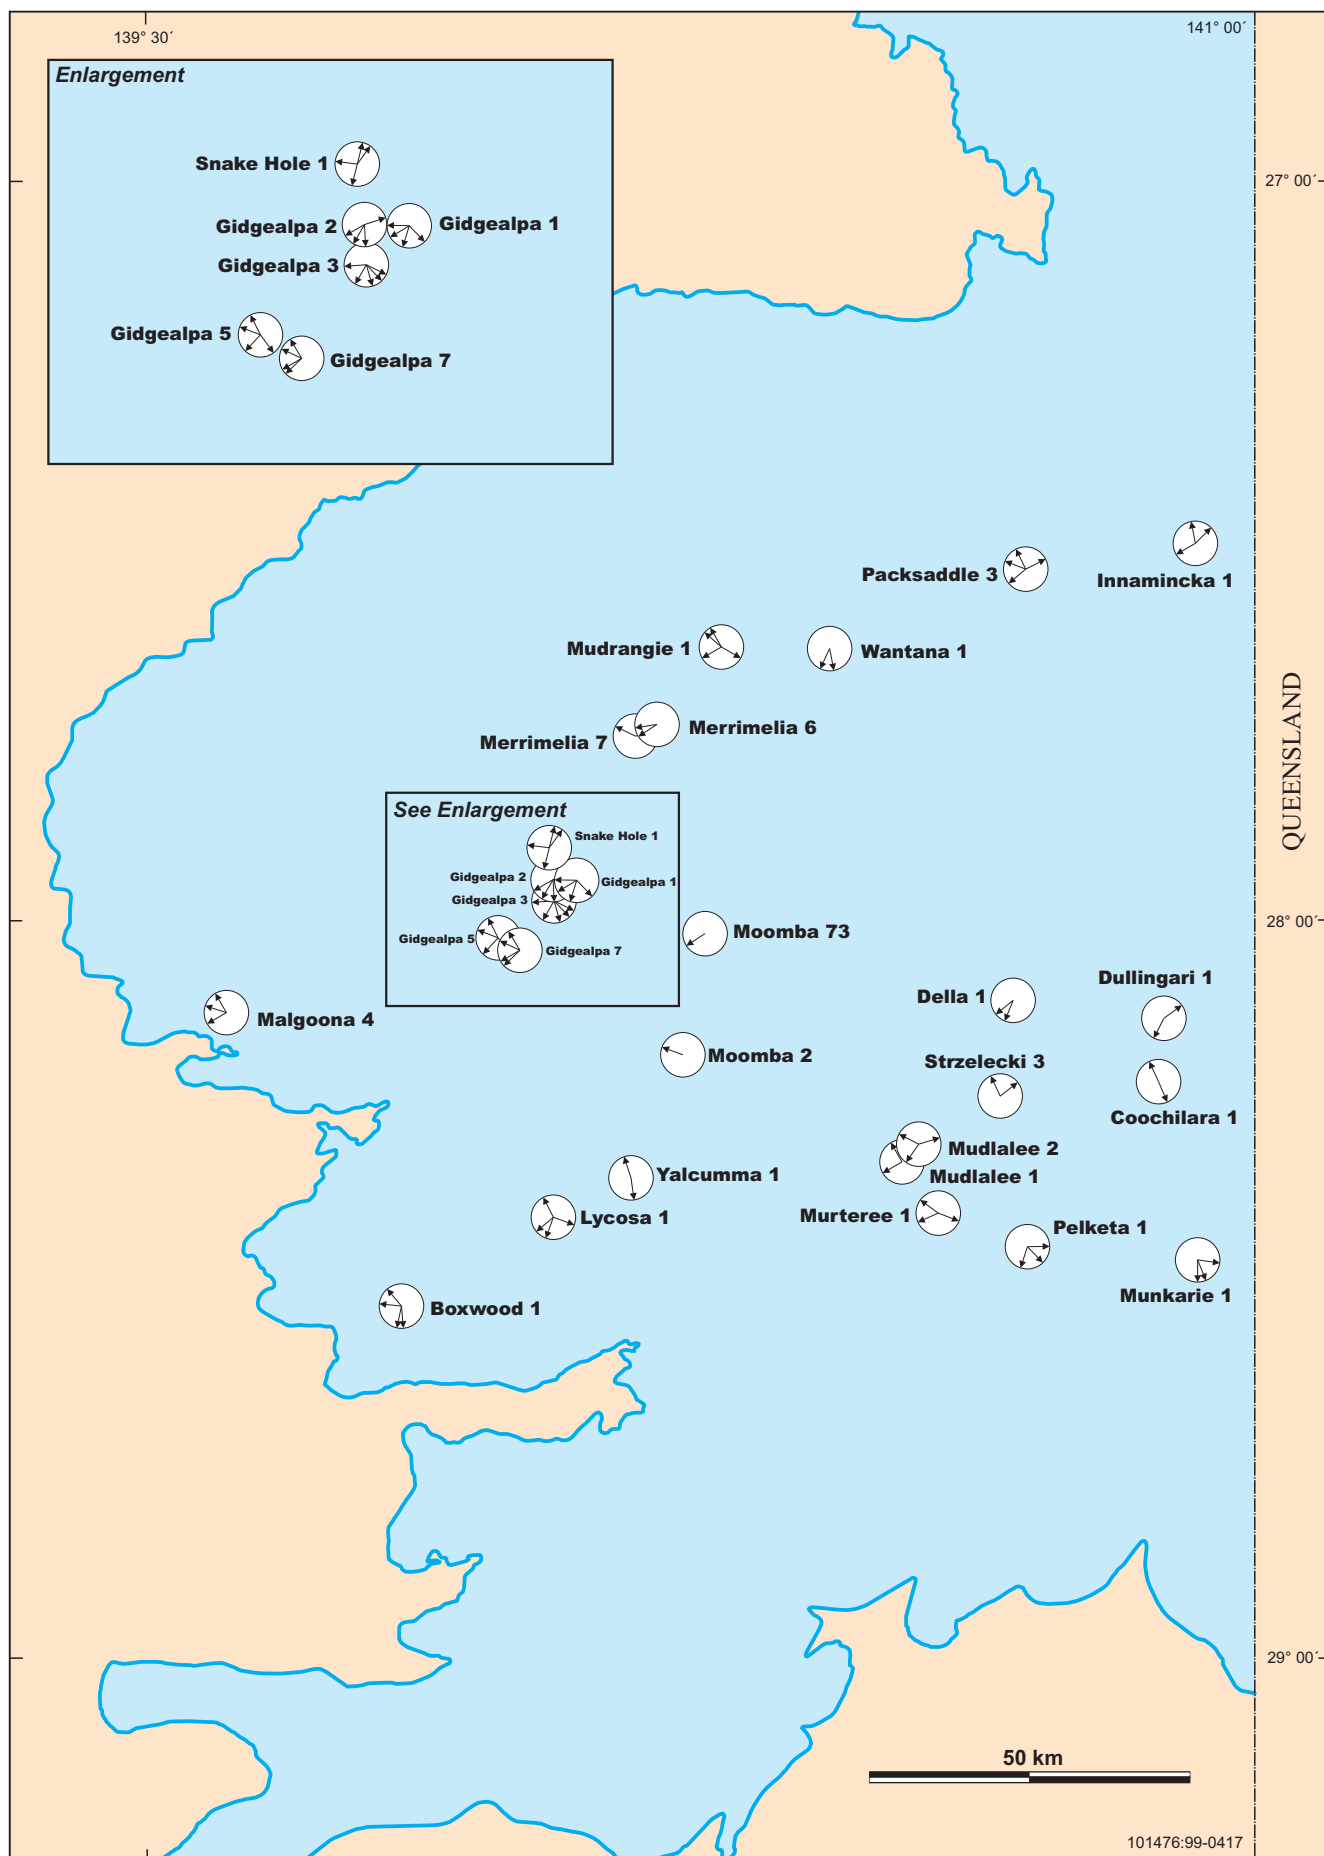 139° 30´
141° 00´
Enlargement
Snake Hole 1
27° 00´
Gidgealpa 2
Gidgealpa 1
Gidgealpa 3
Gidgealpa 5
Gidgealpa 7
Packsaddle 3
Innamincka 1
Mudrangie 1
Wantana 1
QUEENSLAND
Merrimelia 6
Merrimelia 7
See Enlargement
Snake Hole 1
Gidgealpa 2
Gidgealpa 1
Gidgealpa 3
28° 00´
Moomba 73
Gidgealpa 5
Gidgealpa 7
Dullingari 1
Della 1
Malgoona 4
Moomba 2
Strzelecki 3
Coochilara 1
Mudlalee 2
Yalcumma 1
Mudlalee 1
Lycosa 1
Murteree 1
Pelketa 1
Munkarie 1
Boxwood 1
29° 00´
50 km
101476:99-0417